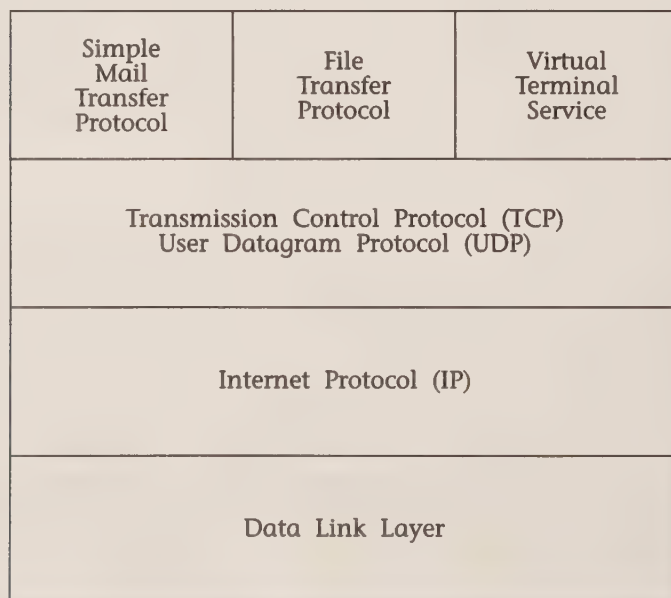 Simple
Mail
Transfer
Protocol
File
Transfer
Protocol
Virtual
Terminal
Service
Transmission Control Protocol (TCP)
User Datagram Protocol (UDP)
Internet Protocol (IP)
Data Link Layer